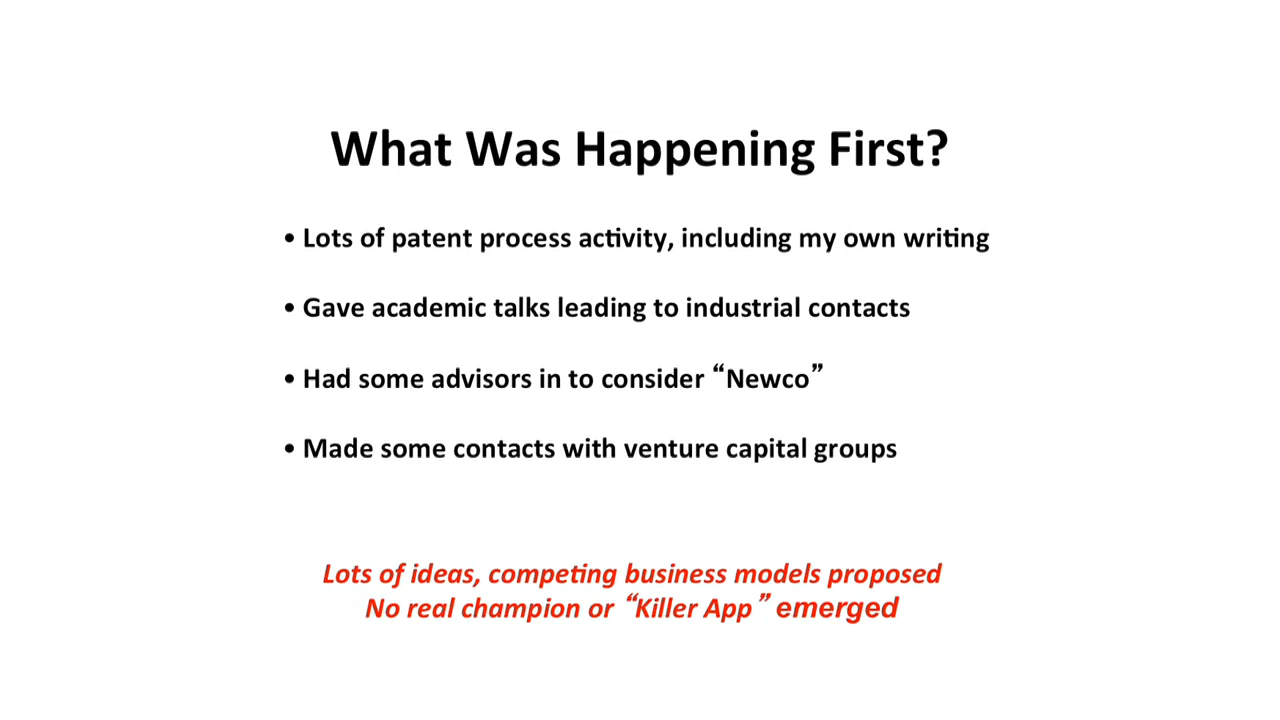 What Was Happening First?
• Lots of patent process activity, including my own writing
• Gave academic talks leading to industrial contacts
• Had some advisors in to consider “Newco”
• Made some contacts with venture capital groups
Lots of ideas, competing business models proposed
No real champion or “Killer App” emerged